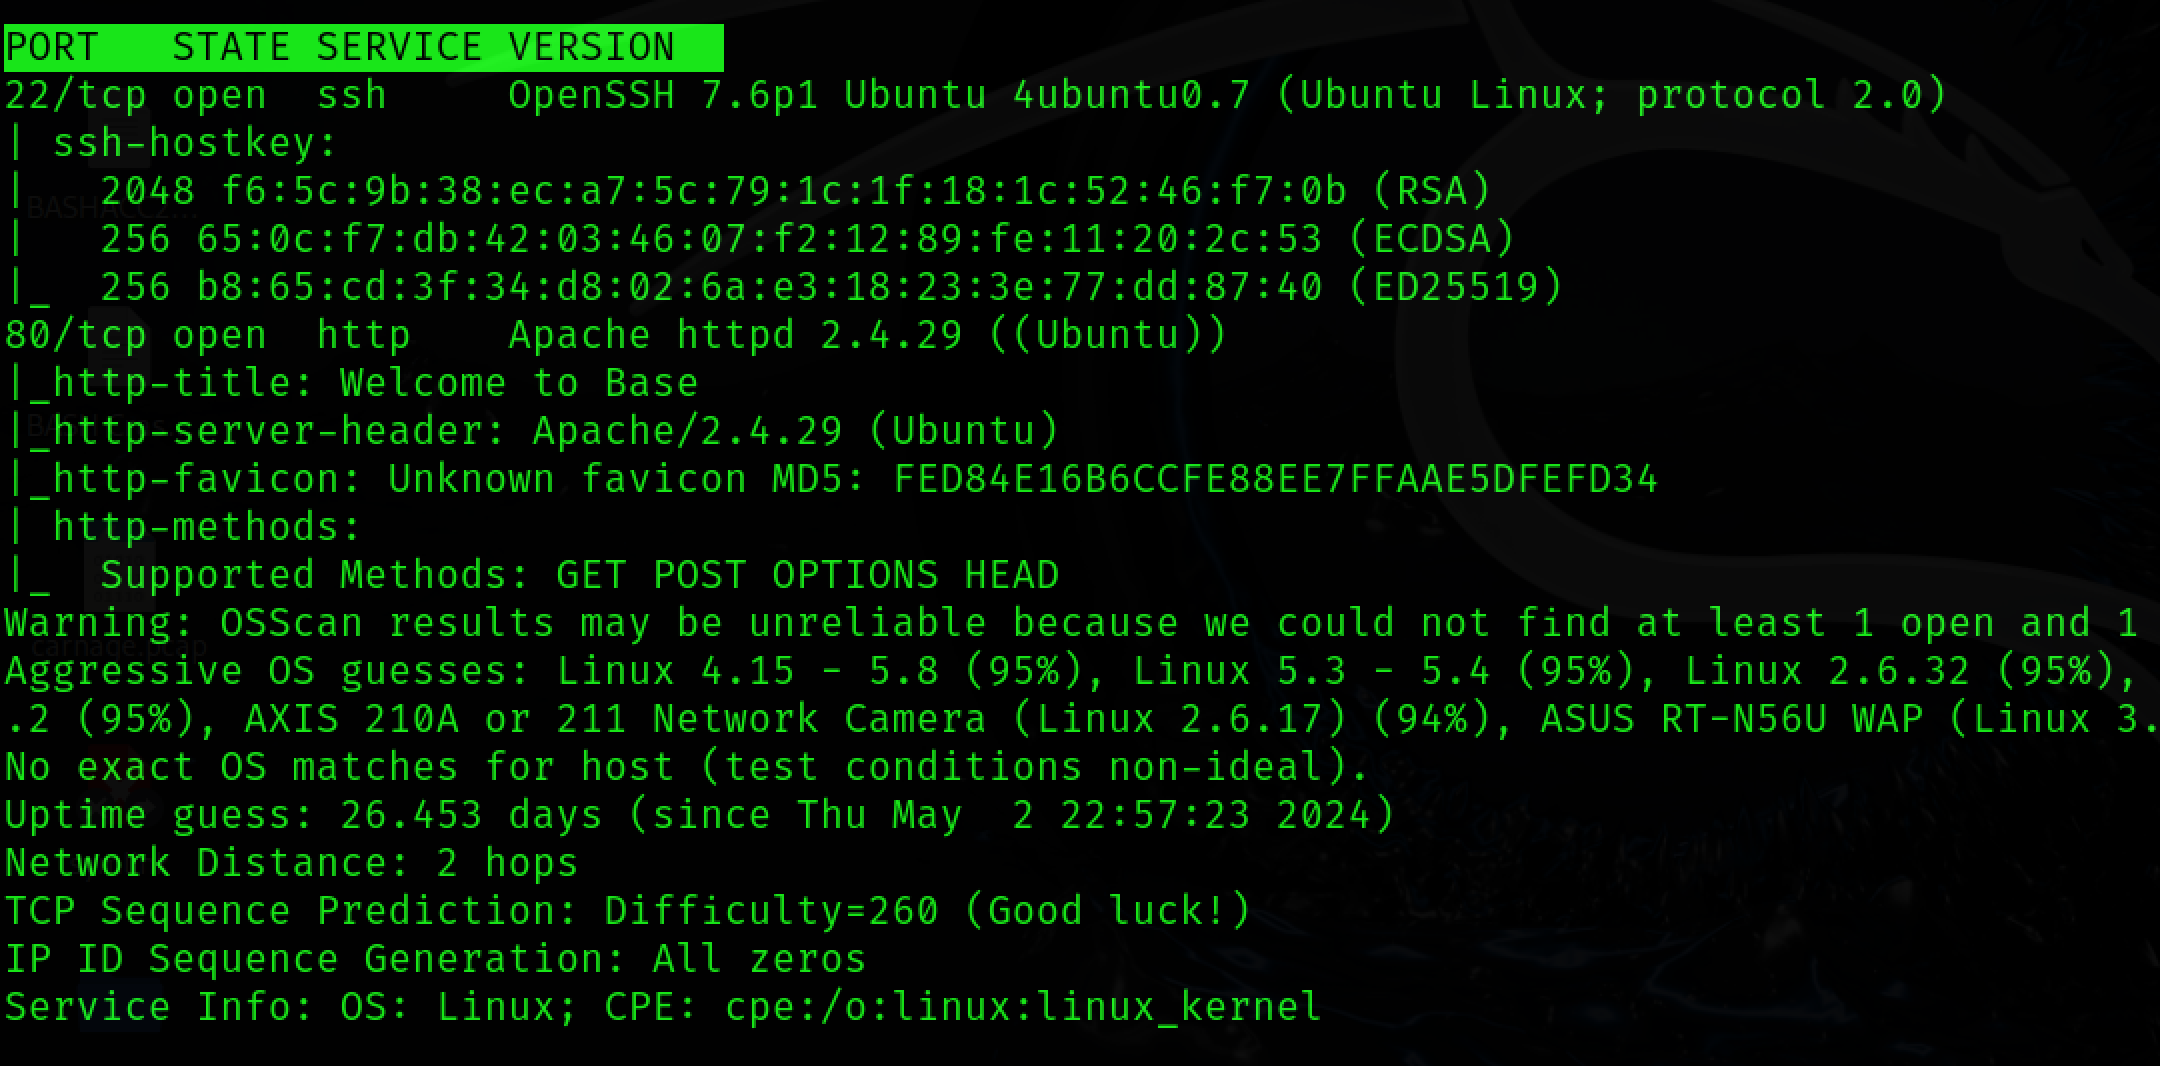 PORT   STATE SERVICE VERSION
22/tcp open  ssh     OpenSSH 7.6p1 Ubuntu 4ubuntu0.7 (Ubuntu Linux; protocol 2.0)
| ssh-hostkey:
|   2048 f6:5c:9b:38:ec:a7:5c:79:1c:1f:18:1c:52:46:f7:0b (RSA)
|   256 65:0c:f7:db:42:03:46:07:f2:12:89:fe:11:20:2c:53 (ECDSA)
|_  256 b8:65:cd:3f:34:d8:02:6a:e3:18:23:3e:77:dd:87:40 (ED25519)
80/tcp open  http    Apache httpd 2.4.29 ((Ubuntu))
|_http-title: Welcome to Base
|_http-server-header: Apache/2.4.29 (Ubuntu)
|_http-favicon: Unknown favicon MD5: FED84E16B6CCFE88EE7FFAAE5DFEFD34
| http-methods:
|_  Supported Methods: GET POST OPTIONS HEAD
Warning: OSScan results may be unreliable because we could not find at least 1 open and 1
Aggressive OS guesses: Linux 4.15 - 5.8 (95%), Linux 5.3 - 5.4 (95%), Linux 2.6.32 (95%),
.2 (95%), AXIS 210A or 211 Network Camera (Linux 2.6.17) (94%), ASUS RT-N56U WAP (Linux 3.
No exact OS matches for host (test conditions non-ideal).
Uptime guess: 26.453 days (since Thu May  2 22:57:23 2024)
Network Distance: 2 hops
TCP Sequence Prediction: Difficulty=260 (Good luck!)
IP ID Sequence Generation: All zeros
Service Info: OS: Linux; CPE: cpe:/o:linux:linux_kernel
carnage.pcap